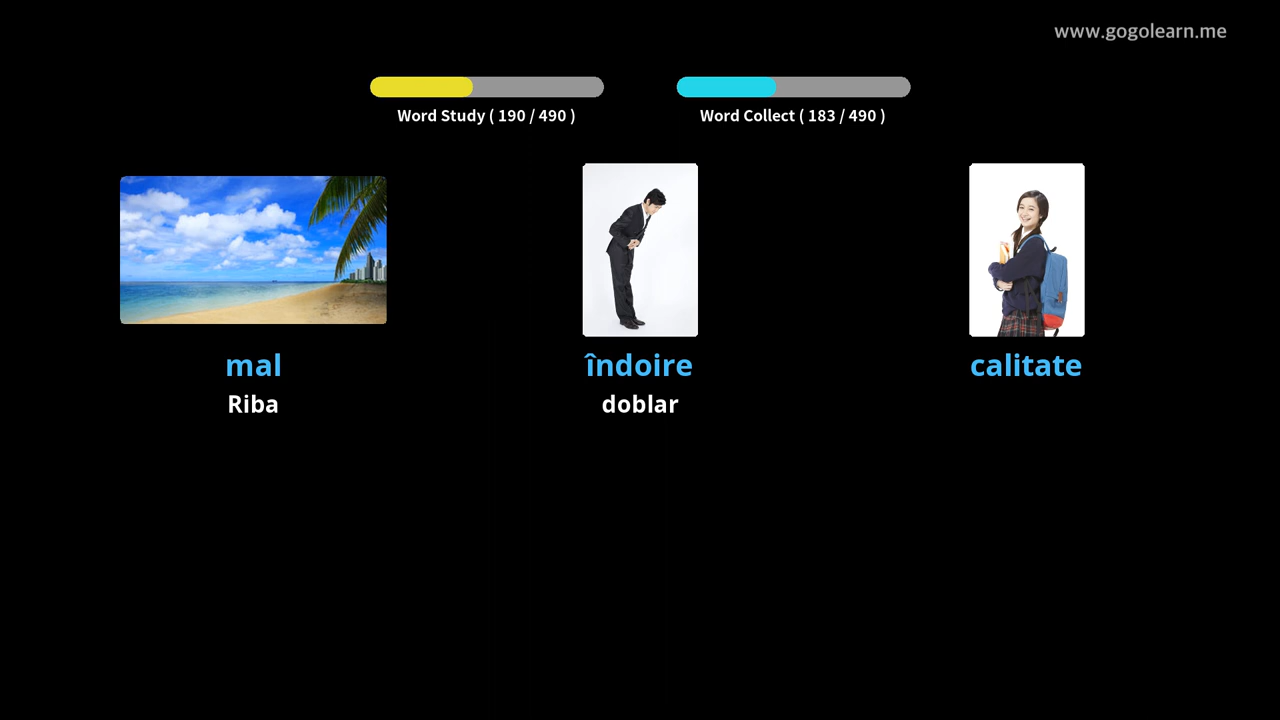 www.gogolearn.me
Word Study ( 190 / 490 )
Word Collect ( 183 / 490 )
mal
Riba
îndoire
doblar
calitate